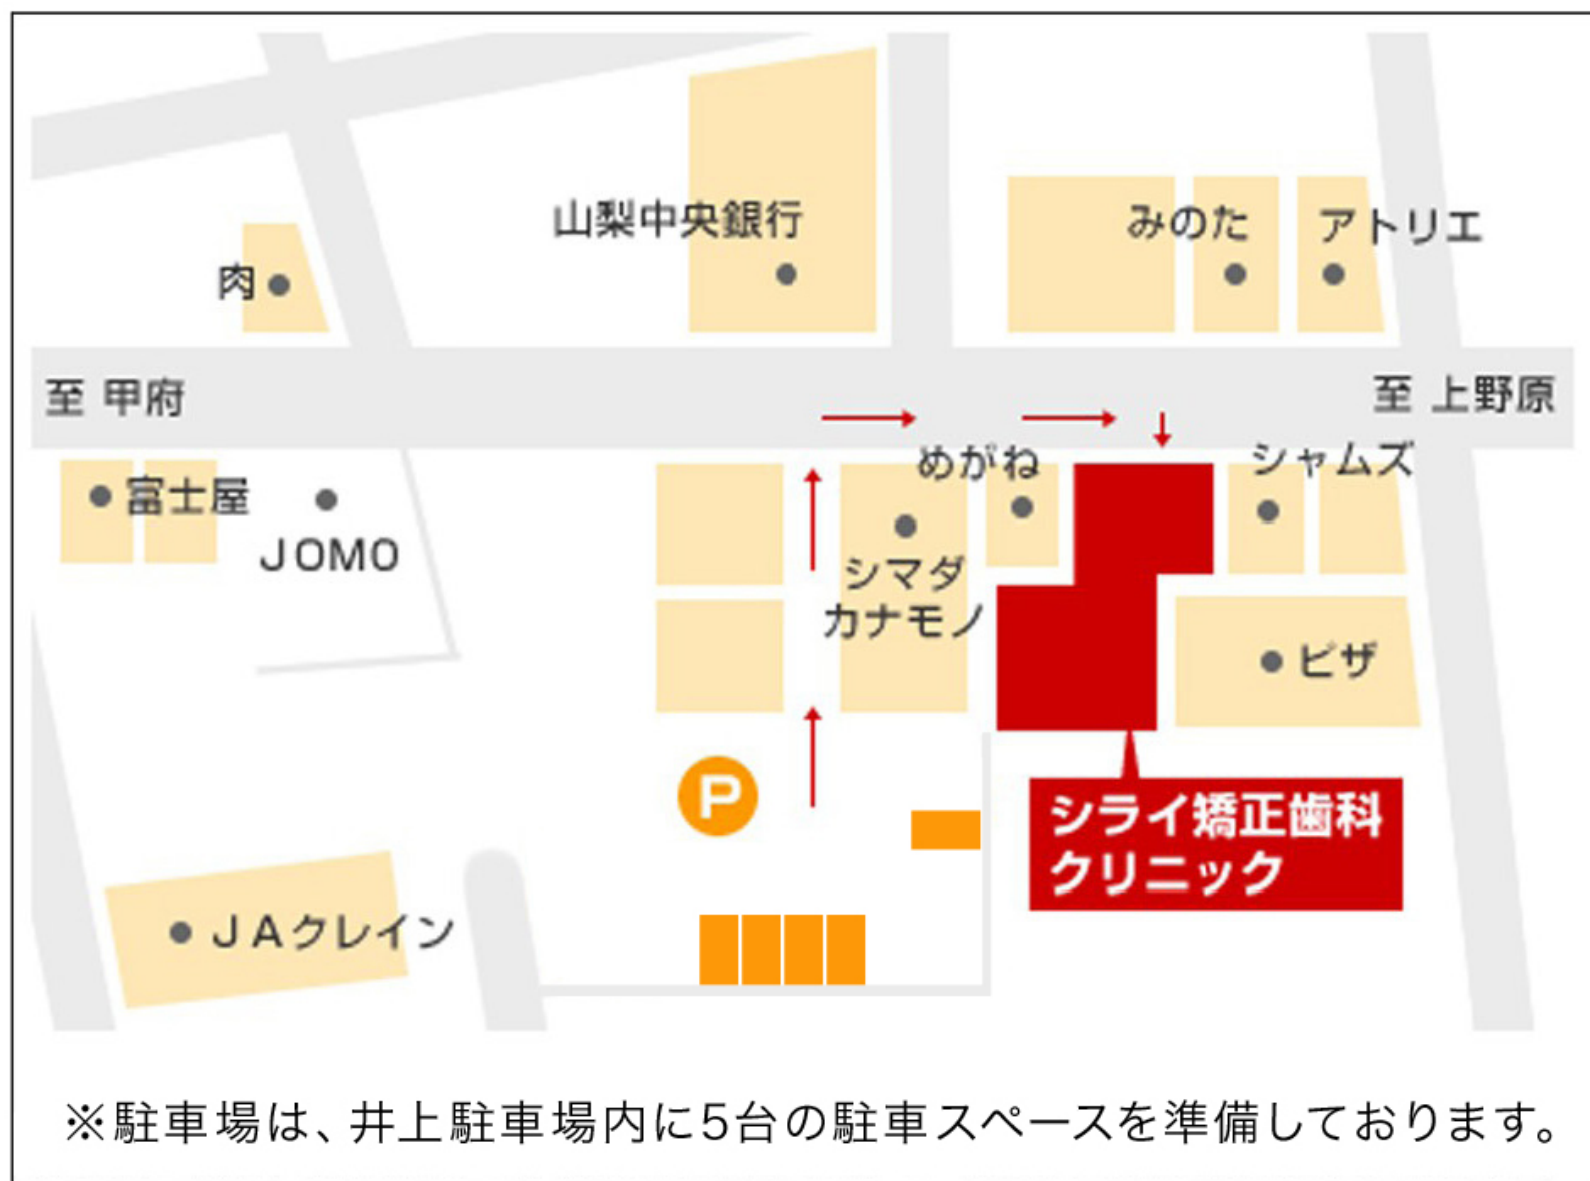 山梨中央銀行
みのた
アトリエ
肉
至 甲府
至 上野原
めがね
シャムズ
富士屋
JOMO
シマダ
カナモノ
ピザ
P
シライ矯正歯科
クリニック
JAクレイン
※駐車場は、井上駐車場内に5台の駐車スペースを準備しております。